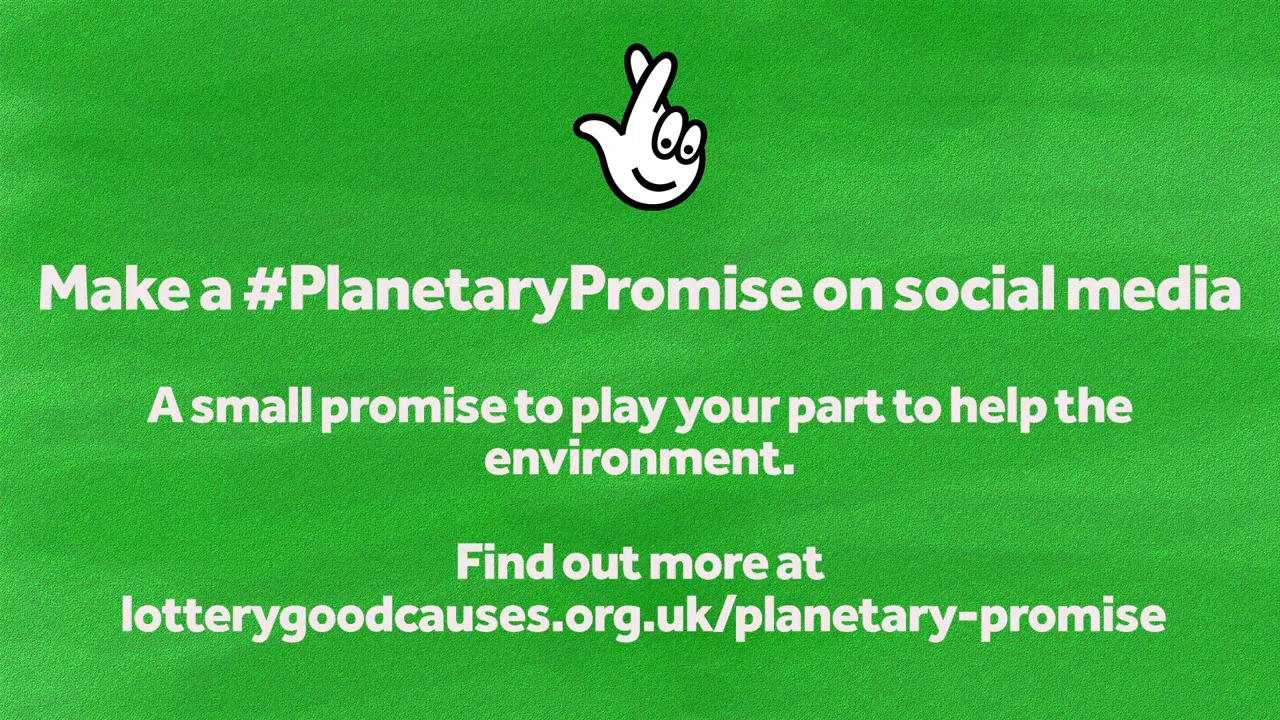 Make a #PlanetaryPromise on social media
A small promise to play your part to help the
environment.
Find out more at
lotterygoodcauses.org.uk/planetary-promise